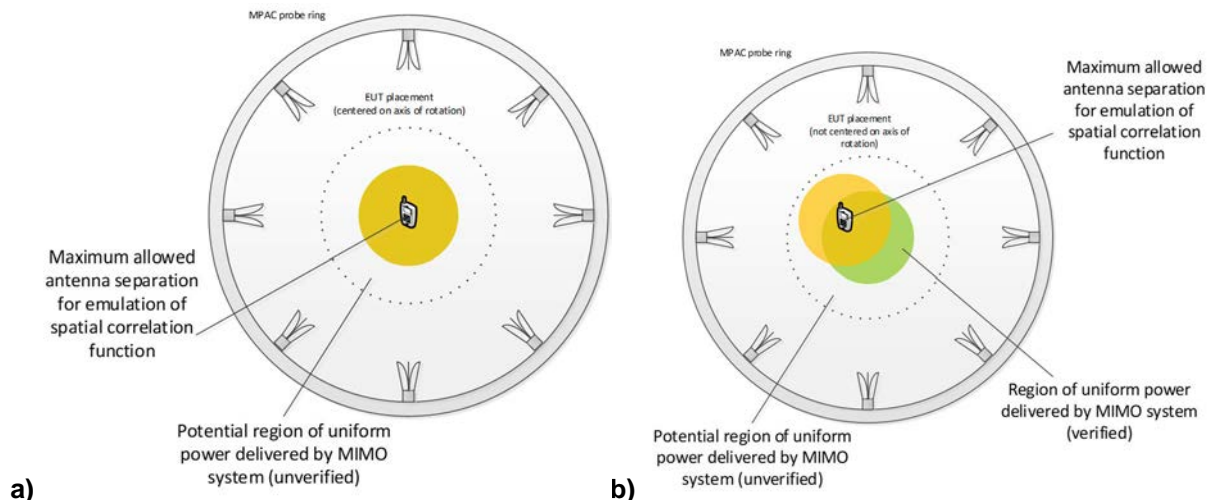 MPAC probe ring
EUT placement
(centered on axis of rotation)
Maximum allowed
antenna separation
for emulation of
spatial correlation
function
Potential region of uniform
power delivered by MIMO
system (unverified)
a)
MPAC probe ring
EUT placement
(not centered on axis of
rotation)
Maximum allowed
antenna separation
for emulation of
spatial correlation
function
Region of uniform power
delivered by MIMO system
(verified)
Potential region of uniform
power delivered by MIMO
system (unverified)
b)